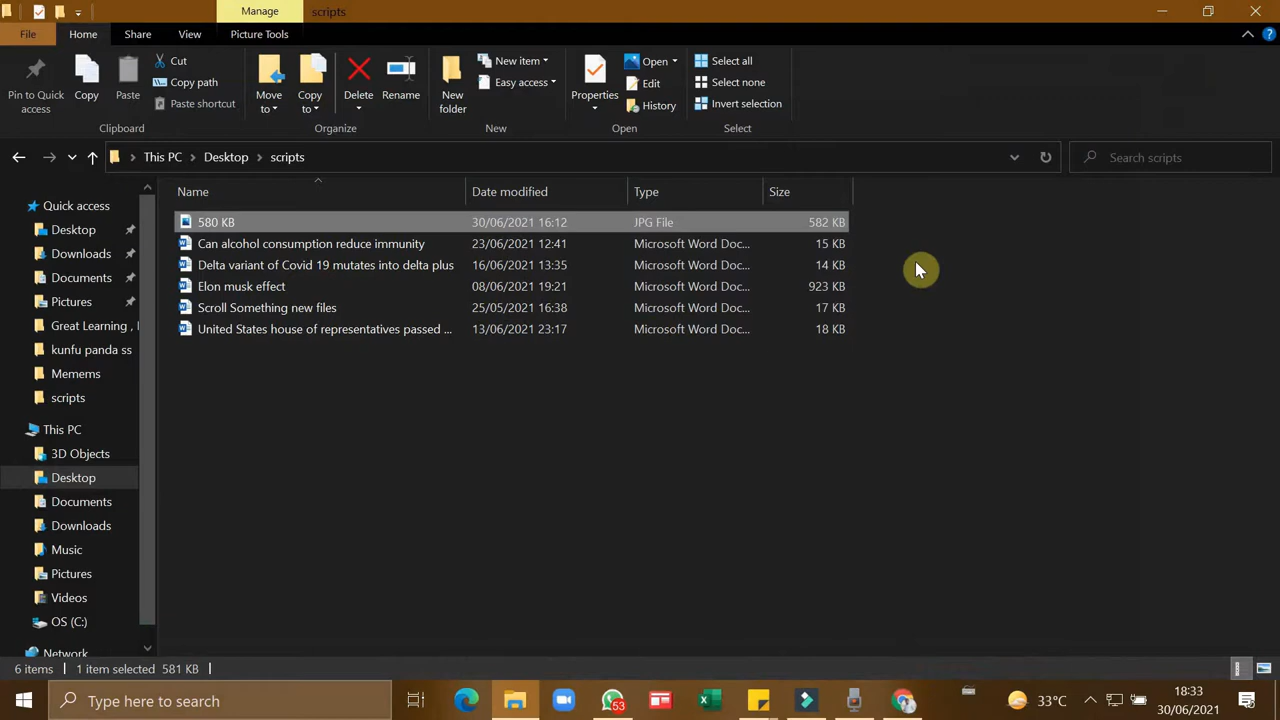 Manage
scripts
File
Home
Share
View
Picture Tools
Pin to Quick access
Copy
Paste
Cut
Copy path
Paste shortcut
Clipboard
Move to
Copy to
Delete
Rename
Organize
New folder
New item
Easy access
New
Properties
Open
Edit
History
Open
Select all
Select none
Invert selection
Select
This PC
Desktop
scripts
Search scripts
Name
Date modified
Type
Size
580 KB 30/06/2021 16:12 JPG File 582 KB
Can alcohol consumption reduce immunity 23/06/2021 12:41 Microsoft Word Doc... 15 KB
Delta variant of Covid 19 mutates into delta plus 16/06/2021 13:35 Microsoft Word Doc... 14 KB
Elon musk effect 08/06/2021 19:21 Microsoft Word Doc... 923 KB
Scroll Something new files 25/05/2021 16:38 Microsoft Word Doc... 17 KB
United States house of representatives passed ... 13/06/2021 23:17 Microsoft Word Doc... 18 KB
Quick access
Desktop
Downloads
Documents
Pictures
Great Learning ,
kunfu panda ss
Memems
scripts
This PC
3D Objects
Desktop
Documents
Downloads
Music
Pictures
Videos
OS (C:)
Network
6 items
1 item selected 581 KB
Type here to search
53
33°C
18:33
30/06/2021